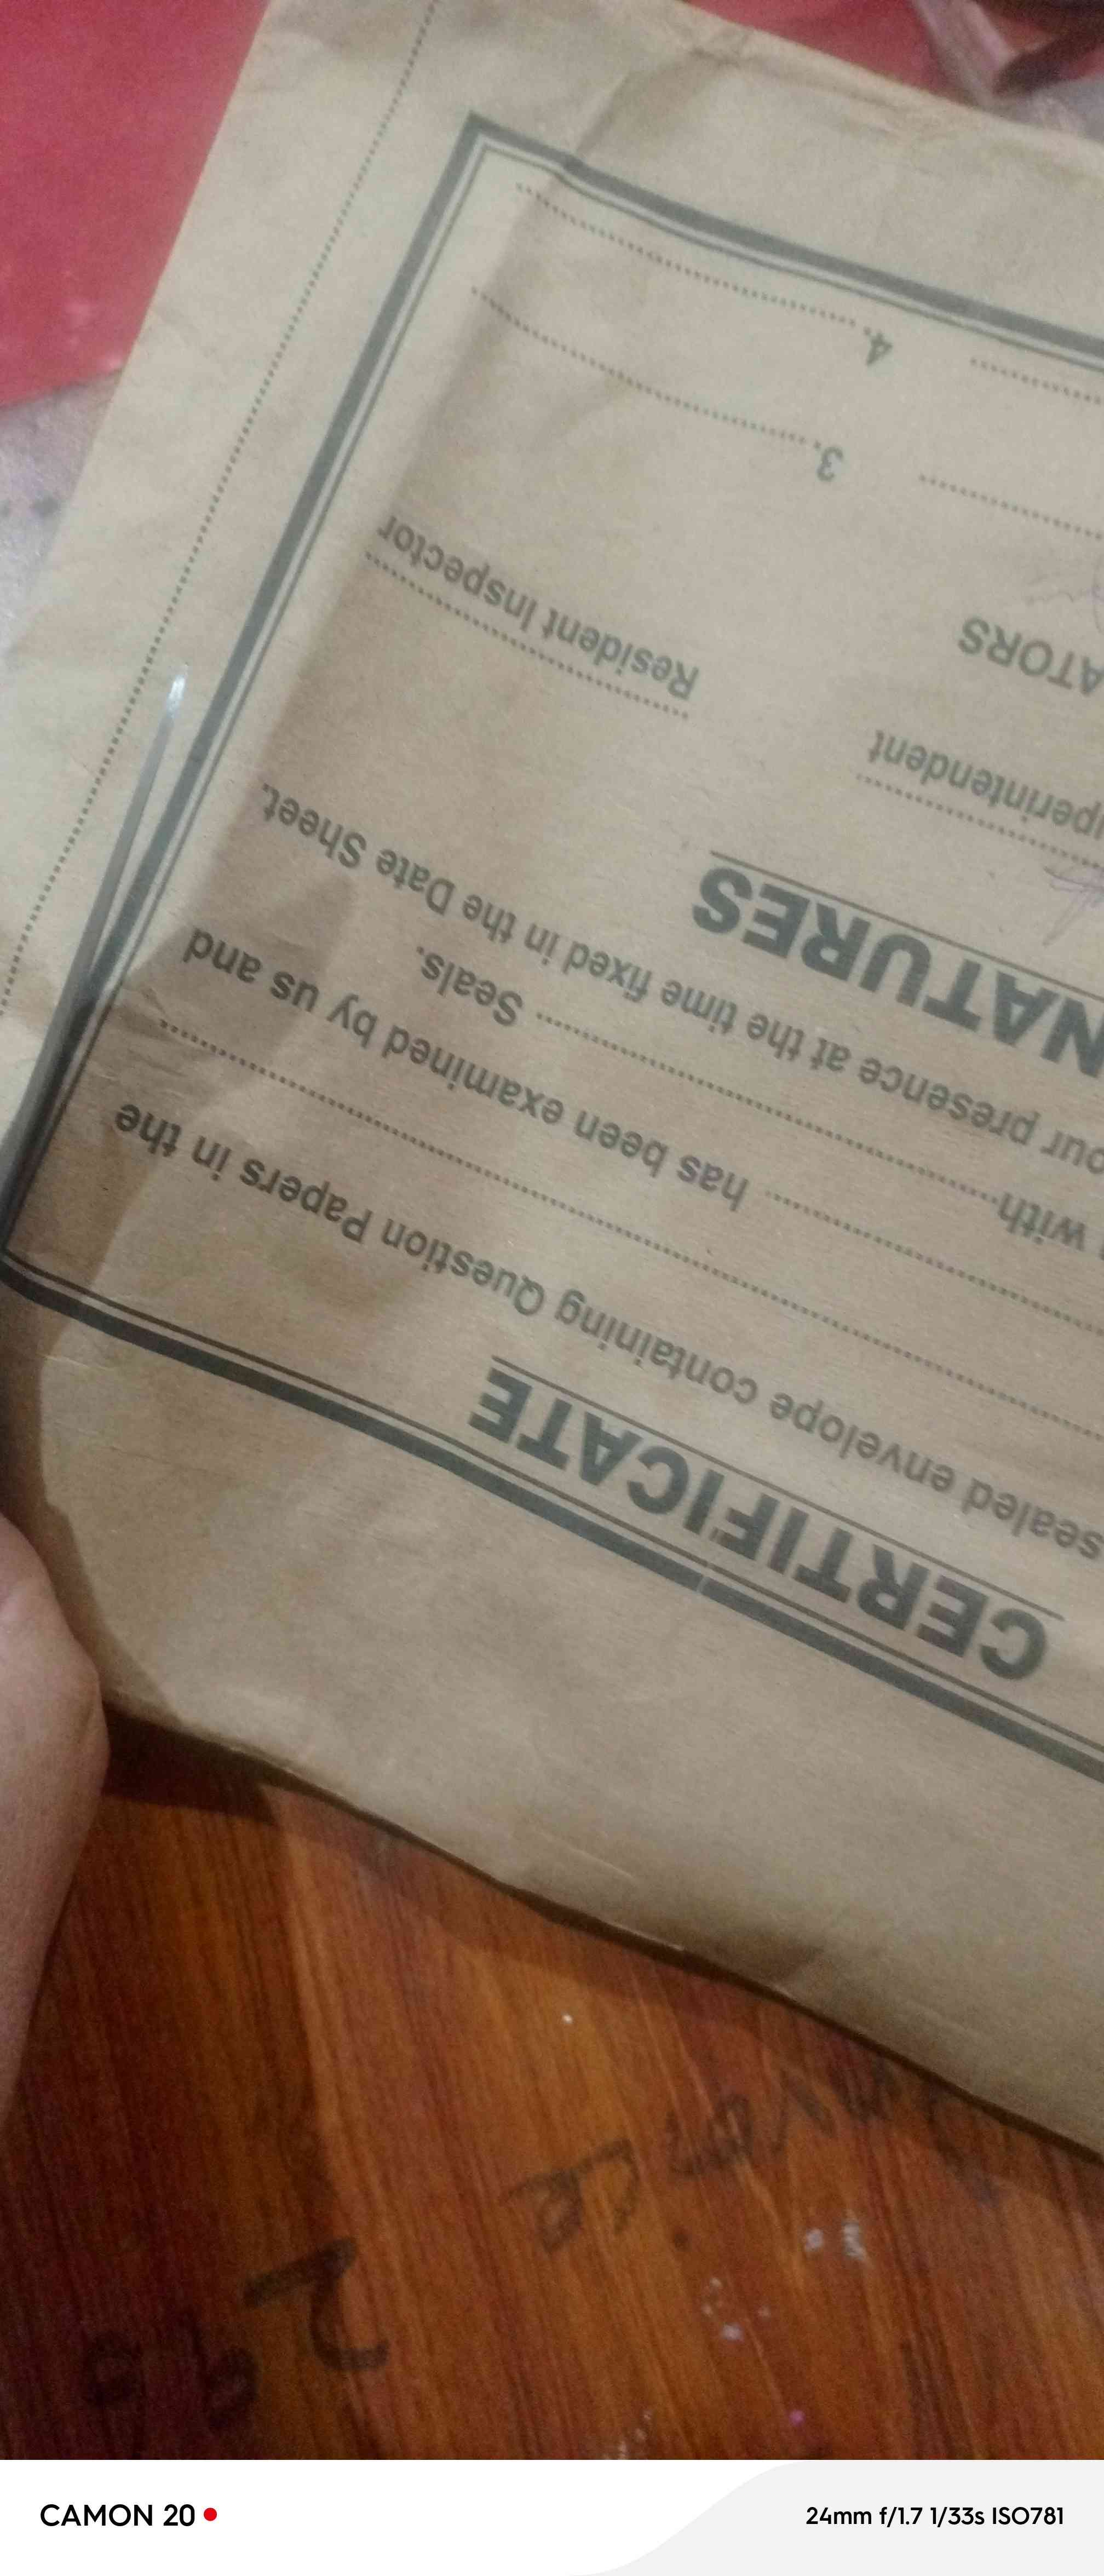 CERTIFICATE
sealed envelope containing Question Papers in the
has been examined by us and
with Seals.
our presence at the time fixed in the Date Sheet.
NATURES
uperintendent
Resident Inspector
ATORS
3.
4.
CAMON 20
24mm f/1.7 1/33s ISO781